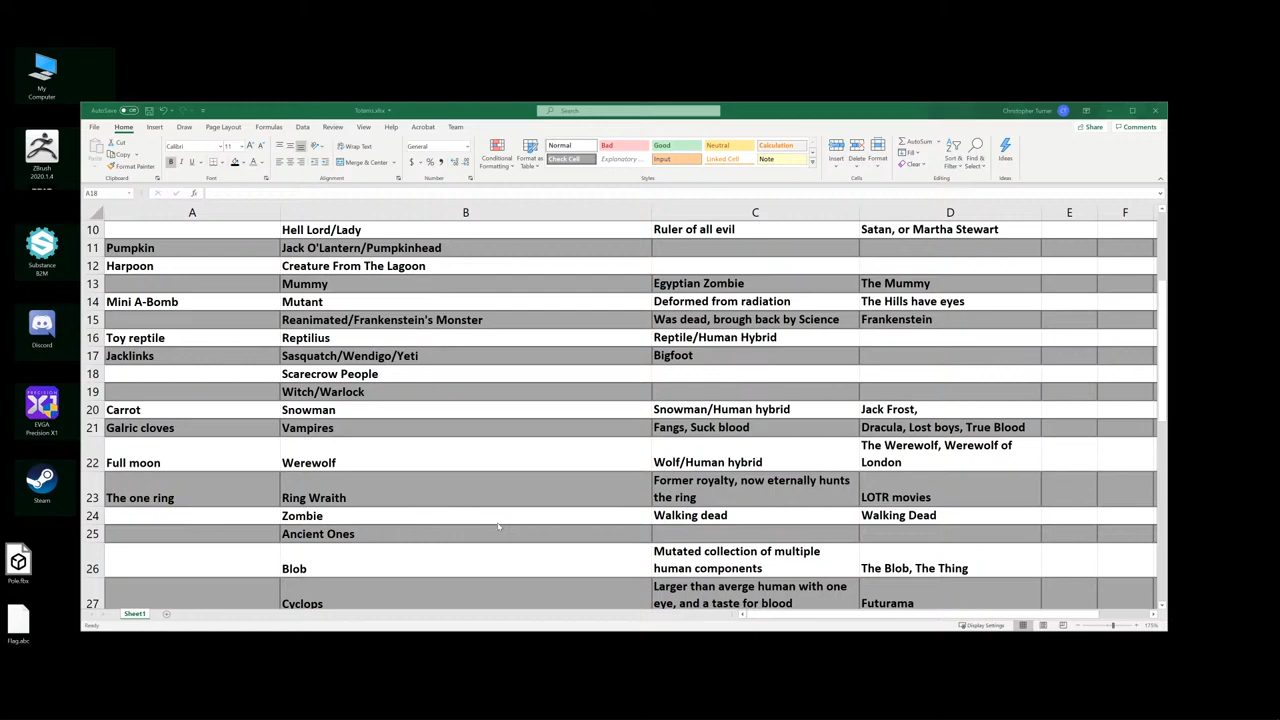 My
Computer
ZBrush
2020.1.4
Substance
B2M
Discord
EVGA
Precision X1
Steam
Pole.fbx
Flag.abc
AutoSave Off
Totems.xlsx
Search
Christopher Turner
CT
File Home Insert Draw Page Layout Formulas Data Review View Help Acrobat Team
Share Comments
Paste
Cut
Copy
Format Painter
Clipboard
Calibri 11
B I U
Font
Wrap Text
Merge & Center
Alignment
General
Number
Conditional
Formatting
Format as
Table
Normal Bad Good Neutral Calculation
Check Cell Explanatory... Input Linked Cell Note
Styles
Insert Delete Format
Cells
AutoSum
Fill
Clear
Sort &
Filter
Find &
Select
Editing
Ideas
Ideas
A18
fx
A B C D E F
10 Hell Lord/Lady Ruler of all evil Satan, or Martha Stewart
11 Pumpkin Jack O'Lantern/Pumpkinhead
12 Harpoon Creature From The Lagoon
13 Mummy Egyptian Zombie The Mummy
14 Mini A-Bomb Mutant Deformed from radiation The Hills have eyes
15 Reanimated/Frankenstein's Monster Was dead, brough back by Science Frankenstein
16 Toy reptile Reptilius Reptile/Human Hybrid
17 Jacklinks Sasquatch/Wendigo/Yeti Bigfoot
18 Scarecrow People
19 Witch/Warlock
20 Carrot Snowman Snowman/Human hybrid Jack Frost,
21 Galric cloves Vampires Fangs, Suck blood Dracula, Lost boys, True Blood
The Werewolf, Werewolf of
22 Full moon Werewolf Wolf/Human hybrid London
Former royalty, now eternally hunts
23 The one ring Ring Wraith the ring LOTR movies
24 Zombie Walking dead Walking Dead
25 Ancient Ones
Mutated collection of multiple
26 Blob human components The Blob, The Thing
Larger than averge human with one
27 Cyclops eye, and a taste for blood Futurama
Sheet1
Ready
Display Settings
175%